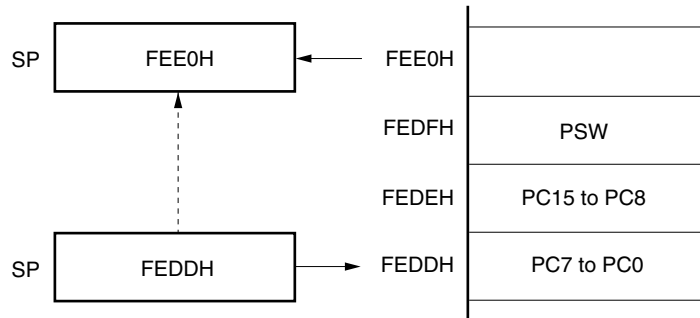 SP FEE0H FEE0H
FEDFH PSW
FEDEH PC15 to PC8
SP FEDDH FEDDH PC7 to PC0